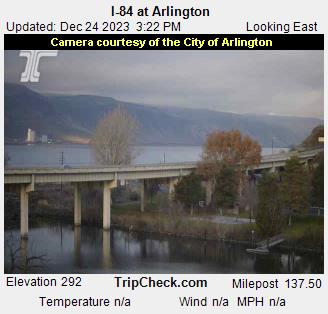 I-84 at Arlington
Updated: Dec 24 2023 3:22 PM Looking East
Camera courtesy of the City of Arlington
Elevation 292 TripCheck.com Milepost 137.50
Temperature n/a Wind n/a MPH n/a